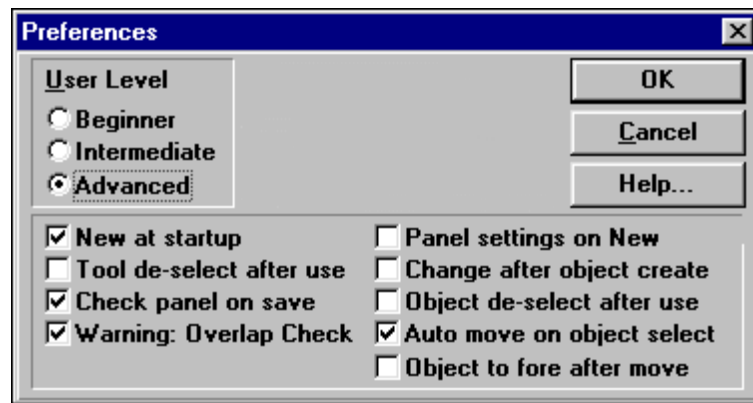 Preferences
User Level
Beginner
Intermediate
Advanced
OK
Cancel
Help...
New at startup
Tool de-select after use
Check panel on save
Warning: Overlap Check
Panel settings on New
Change after object create
Object de-select after use
Auto move on object select
Object to fore after move